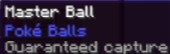 Master Ball
Poké Balls
Guaranteed capture